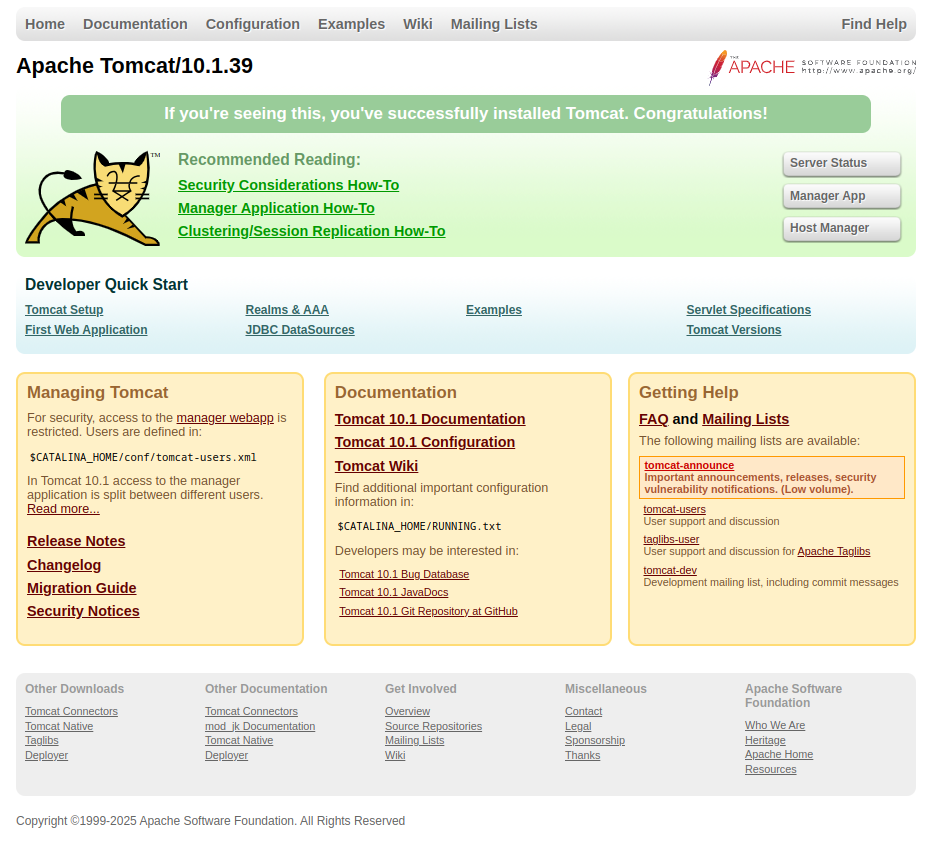 Home Documentation Configuration Examples Wiki Mailing Lists Find Help
Apache Tomcat/10.1.39
THE APACHE SOFTWARE FOUNDATION
http://www.apache.org/
If you're seeing this, you've successfully installed Tomcat. Congratulations!
TM
Recommended Reading:
Security Considerations How-To
Manager Application How-To
Clustering/Session Replication How-To
Server Status
Manager App
Host Manager
Developer Quick Start
Tomcat Setup
First Web Application
Realms & AAA
JDBC DataSources
Examples
Servlet Specifications
Tomcat Versions
Managing Tomcat
For security, access to the manager webapp is
restricted. Users are defined in:
$CATALINA_HOME/conf/tomcat-users.xml
In Tomcat 10.1 access to the manager
application is split between different users.
Read more...
Release Notes
Changelog
Migration Guide
Security Notices
Documentation
Tomcat 10.1 Documentation
Tomcat 10.1 Configuration
Tomcat Wiki
Find additional important configuration
information in:
$CATALINA_HOME/RUNNING.txt
Developers may be interested in:
Tomcat 10.1 Bug Database
Tomcat 10.1 JavaDocs
Tomcat 10.1 Git Repository at GitHub
Getting Help
FAQ and Mailing Lists
The following mailing lists are available:
tomcat-announce
Important announcements, releases, security
vulnerability notifications. (Low volume).
tomcat-users
User support and discussion
taglibs-user
User support and discussion for Apache Taglibs
tomcat-dev
Development mailing list, including commit messages
Other Downloads
Tomcat Connectors
Tomcat Native
Taglibs
Deployer
Other Documentation
Tomcat Connectors
mod_jk Documentation
Tomcat Native
Deployer
Get Involved
Overview
Source Repositories
Mailing Lists
Wiki
Miscellaneous
Contact
Legal
Sponsorship
Thanks
Apache Software
Foundation
Who We Are
Heritage
Apache Home
Resources
Copyright ©1999-2025 Apache Software Foundation. All Rights Reserved